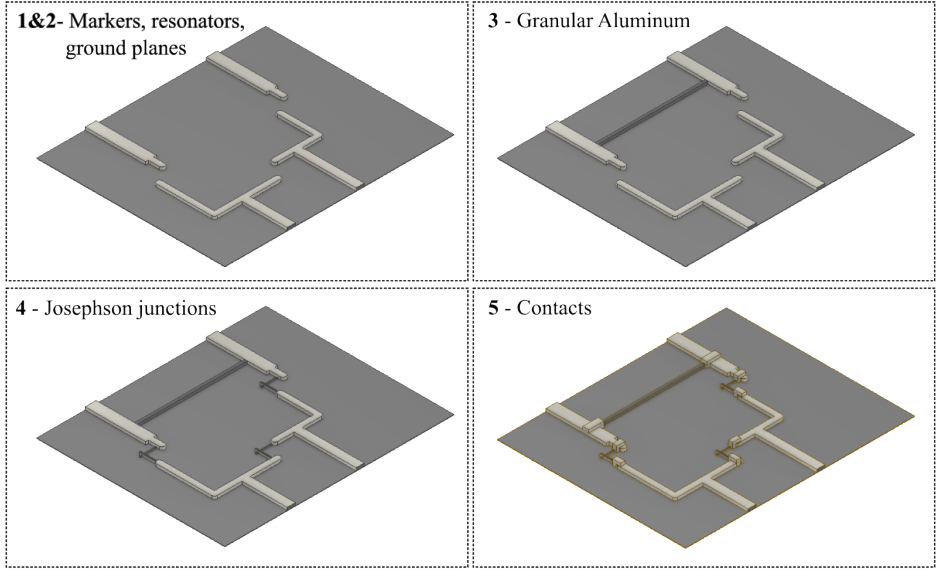 1&2- Markers, resonators,
ground planes
3 - Granular Aluminum
4 - Josephson junctions
5 - Contacts